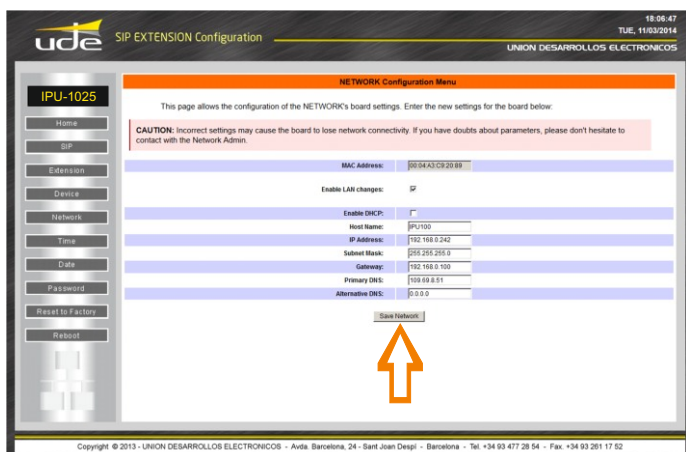 18:06:47
TUE, 11/03/2014
ude
SIP EXTENSION Configuration
UNION DESARROLLOS ELECTRONICOS
IPU-1025
Home
SIP
Extension
Device
Network
Time
Date
Password
Reset to Factory
Reboot
NETWORK Configuration Menu
This page allows the configuration of the NETWORK's board settings. Enter the new settings for the board below:
CAUTION: Incorrect settings may cause the board to lose network connectivity. If you have doubts about parameters, please don't hesitate to
contact with the Network Admin.
MAC Address: 00:04:A3:C9:20:89
Enable LAN changes:
Enable DHCP:
Host Name: IPU100
IP Address: 192.168.0.242
Subnet Mask: 255.255.255.0
Gateway: 192.168.0.100
Primary DNS: 109.69.8.51
Alternative DNS: 0.0.0.0
Save Network
Copyright © 2013 - UNION DESARROLLOS ELECTRONICOS - Avda. Barcelona, 24 - Sant Joan Despi - Barcelona - Tel. +34 93 477 28 54 - Fax. +34 93 261 17 52